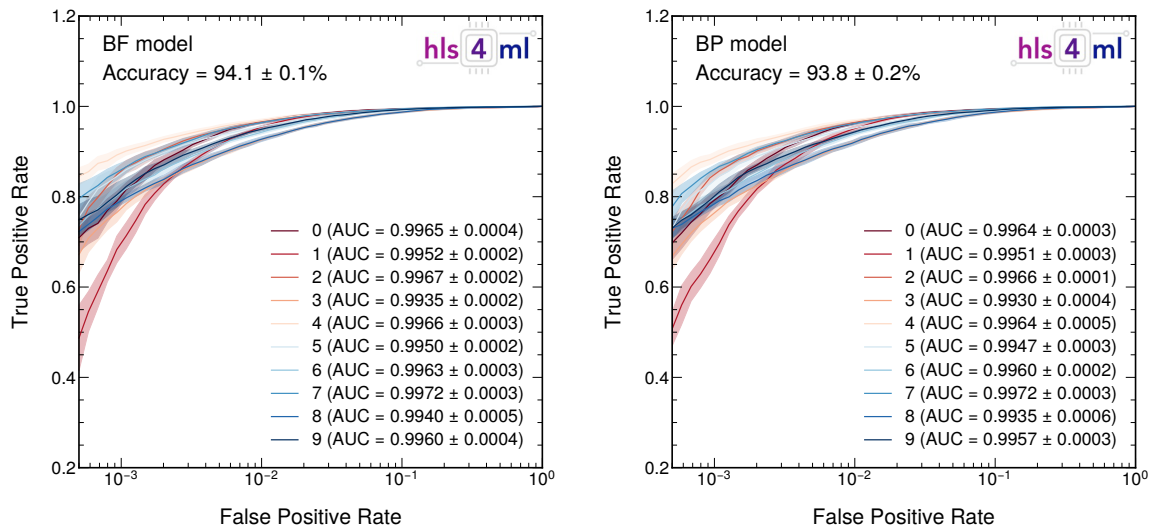 BF model
Accuracy = 94.1 ± 0.1%
hls 4 ml
1.2
1.0
0.8
0.6
0.4
0.2
True Positive Rate
0 (AUC = 0.9965 ± 0.0004)
1 (AUC = 0.9952 ± 0.0002)
2 (AUC = 0.9967 ± 0.0002)
3 (AUC = 0.9935 ± 0.0002)
4 (AUC = 0.9966 ± 0.0003)
5 (AUC = 0.9950 ± 0.0002)
6 (AUC = 0.9963 ± 0.0003)
7 (AUC = 0.9972 ± 0.0003)
8 (AUC = 0.9940 ± 0.0005)
9 (AUC = 0.9960 ± 0.0004)
10⁻³ 10⁻² 10⁻¹ 10⁰
False Positive Rate
BP model
Accuracy = 93.8 ± 0.2%
hls 4 ml
1.2
1.0
0.8
0.6
0.4
0.2
True Positive Rate
0 (AUC = 0.9964 ± 0.0003)
1 (AUC = 0.9951 ± 0.0003)
2 (AUC = 0.9966 ± 0.0001)
3 (AUC = 0.9930 ± 0.0004)
4 (AUC = 0.9964 ± 0.0005)
5 (AUC = 0.9947 ± 0.0003)
6 (AUC = 0.9960 ± 0.0002)
7 (AUC = 0.9972 ± 0.0003)
8 (AUC = 0.9935 ± 0.0006)
9 (AUC = 0.9957 ± 0.0003)
10⁻³ 10⁻² 10⁻¹ 10⁰
False Positive Rate